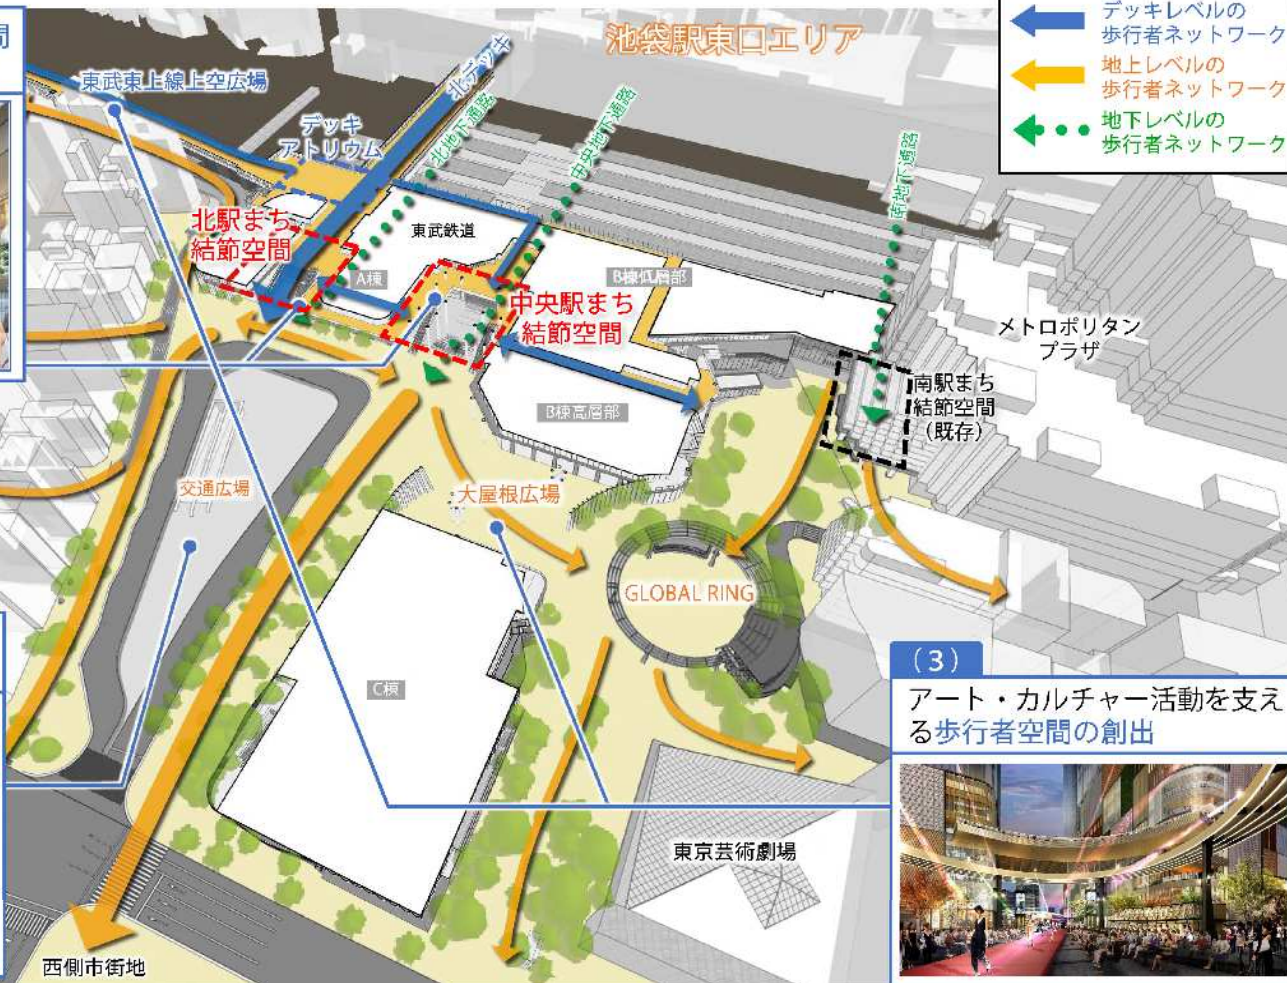 間
池袋駅東口エリア
デッキレベルの
歩行者ネットワーク
地上レベルの
歩行者ネットワーク
地下レベルの
歩行者ネットワーク
東武東上線上空広場
北デッキ
デッキ
アトリウム
北地下通路
中央地下通路
南地下通路
北駅まち
結節空間
東武鉄道
A棟
B棟低層部
中央駅まち
結節空間
メトロポリタン
プラザ
南駅まち
結節空間
（既存）
B棟高層部
交通広場
大屋根広場
GLOBAL RING
C棟
（3）
アート・カルチャー活動を支え
る歩行者空間の創出
東京芸術劇場
西側市街地